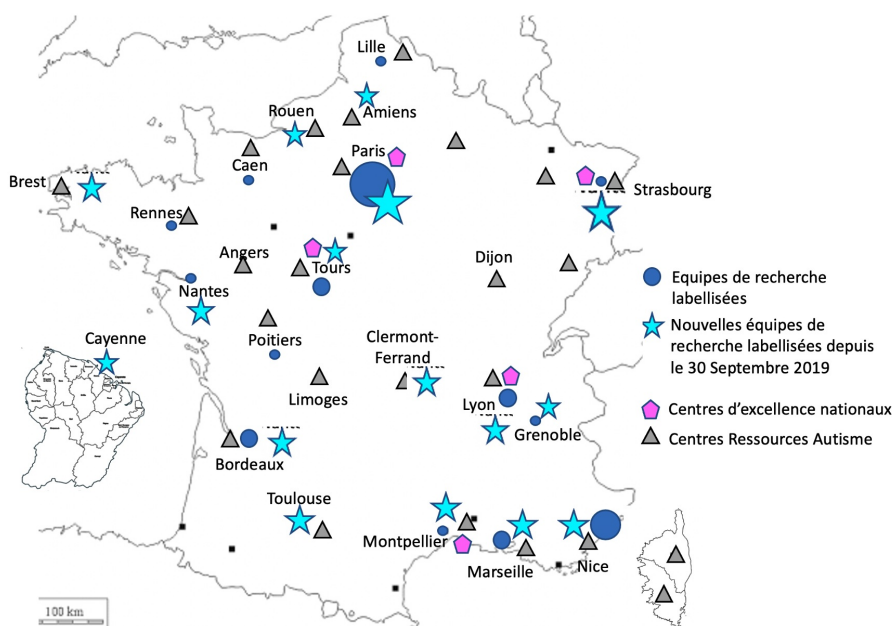 Lille
Rouen
Amiens
Caen
Paris
Brest
Strasbourg
Rennes
Angers
Tours
Dijon
Nantes
Equipes de recherche
labellisées
Nouvelles équipes de
recherche labellisées depuis
le 30 Septembre 2019
Cayenne
Poitiers
Clermont-
Ferrand
Limoges
Lyon
Grenoble
Centres d'excellence nationaux
Centres Ressources Autisme
Bordeaux
Toulouse
Montpellier
Marseille
Nice
100 km